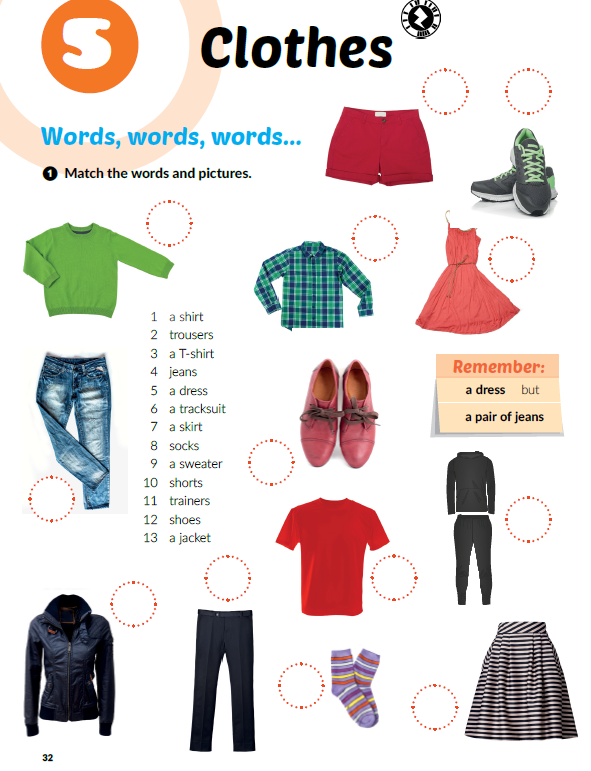 5
Clothes
Words, words, words...
1 Match the words and pictures.
1 a shirt
2 trousers
3 a T-shirt
4 jeans
5 a dress
6 a tracksuit
7 a skirt
8 socks
9 a sweater
10 shorts
11 trainers
12 shoes
13 a jacket
Remember:
a dress but
a pair of jeans
32